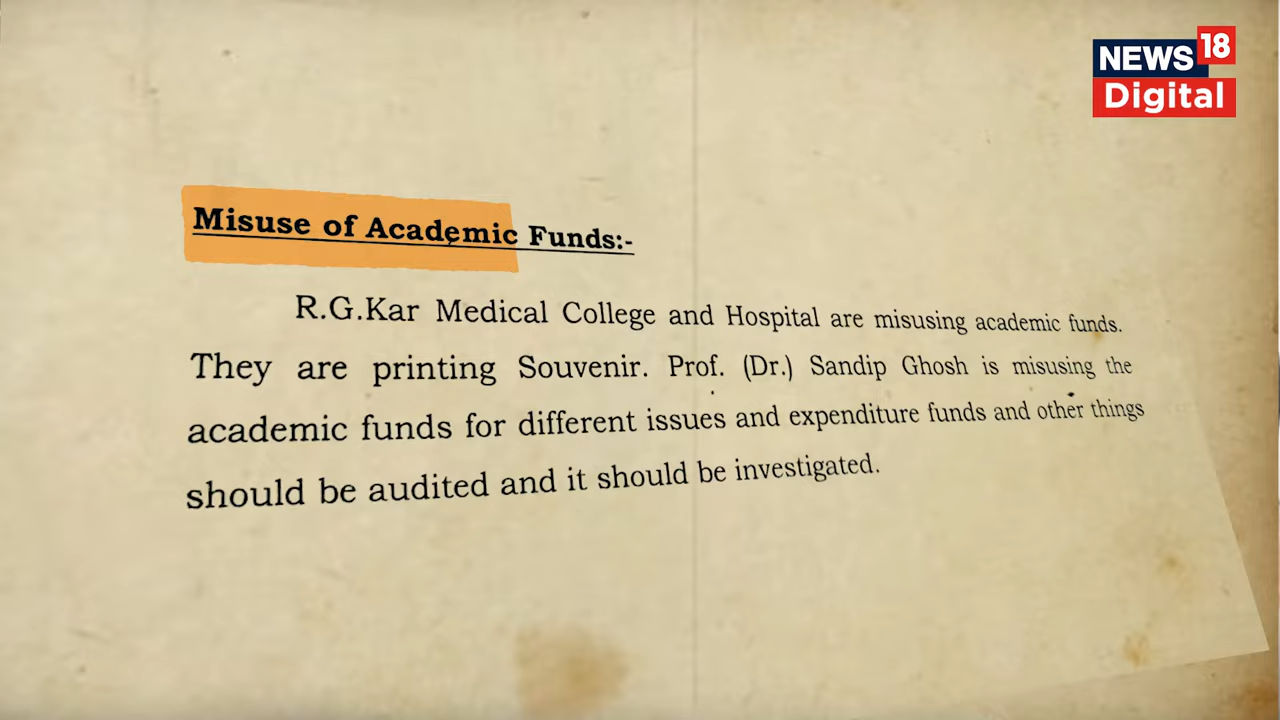 NEWS 18
Digital
Misuse of Academic Funds:-
R.G.Kar Medical College and Hospital are misusing academic funds.
They are printing Souvenir. Prof. (Dr.) Sandip Ghosh is misusing the
academic funds for different issues and expenditure funds and other things
should be audited and it should be investigated.